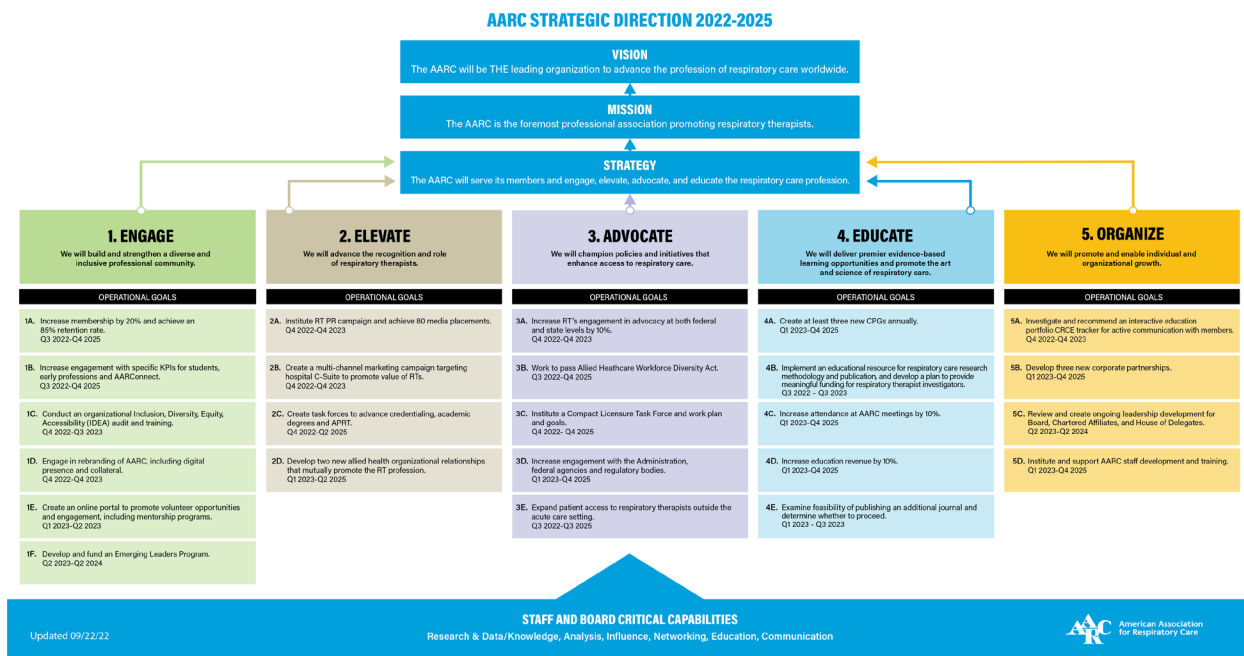 AARC STRATEGIC DIRECTION 2022-2025
VISION
The AARC will be THE leading organization to advance the profession of respiratory care worldwide.
MISSION
The AARC is the foremost professional association promoting respiratory therapists.
STRATEGY
The AARC will serve its members and engage, elevate, advocate, and educate the respiratory care profession.
1. ENGAGE
We will build and strengthen a diverse and
inclusive professional community.
OPERATIONAL GOALS
1A. Increase membership by 20% and achieve an
85% retention rate.
Q3 2022-Q4 2025
1B. Increase engagement with specific KPIs for students,
early professions and AARConnect.
Q3 2022-Q4 2025
1C. Conduct an organizational Inclusion, Diversity, Equity,
Accessibility (IDEA) audit and training.
Q4 2022-Q3 2023
1D. Engage in rebranding of AARC, including digital
presence and collateral.
Q4 2022-Q4 2023
1E. Create an online portal to promote volunteer opportunities
and engagement, including mentorship programs.
Q1 2023-Q2 2023
1F. Develop and fund an Emerging Leaders Program.
Q2 2023-Q2 2024
2. ELEVATE
We will advance the recognition and role
of respiratory therapists.
OPERATIONAL GOALS
2A. Institute RT PR campaign and achieve 80 media placements.
Q4 2022-Q4 2023
2B. Create a multi-channel marketing campaign targeting
hospital C-Suite to promote value of RTs.
Q4 2022-Q4 2023
2C. Create task forces to advance credentialing, academic
degrees and APRT.
Q4 2022-Q2 2025
2D. Develop two new allied health organizational relationships
that mutually promote the RT profession.
Q1 2023-Q2 2025
3. ADVOCATE
We will champion policies and initiatives that
enhance access to respiratory care.
OPERATIONAL GOALS
3A. Increase RT's engagement in advocacy at both federal
and state levels by 10%.
Q4 2022-Q4 2023
3B. Work to pass Allied Heathcare Workforce Diversity Act.
Q3 2022-Q4 2025
3C. Institute a Compact Licensure Task Force and work plan
and goals.
Q4 2022- Q4 2025
3D. Increase engagement with the Administration,
federal agencies and regulatory bodies.
Q1 2023-Q4 2025
3E. Expand patient access to respiratory therapists outside the
acute care setting.
Q3 2022-Q3 2025
4. EDUCATE
We will deliver premier evidence-based
learning opportunities and promote the art
and science of respiratory care.
OPERATIONAL GOALS
4A. Create at least three new CPGs annually.
Q1 2023-Q4 2025
4B. Implement an educational resource for respiratory care research
methodology and publication, and develop a plan to provide
meaningful funding for respiratory therapist investigators.
Q3 2022 – Q3 2023
4C. Increase attendance at AARC meetings by 10%.
Q1 2023-Q4 2025
4D. Increase education revenue by 10%.
Q1 2023-Q4 2025
4E. Examine feasibility of publishing an additional journal and
determine whether to proceed.
Q1 2023 - Q3 2023
5. ORGANIZE
We will promote and enable individual and
organizational growth.
OPERATIONAL GOALS
5A. Investigate and recommend an interactive education
portfolio CRCE tracker for active communication with members.
Q4 2022-Q4 2023
5B. Develop three new corporate partnerships.
Q1 2023-Q4 2025
5C. Review and create ongoing leadership development for
Board, Chartered Affiliates, and House of Delegates.
Q2 2023-Q2 2024
5D. Institute and support AARC staff development and training.
Q1 2023-Q4 2025
STAFF AND BOARD CRITICAL CAPABILITIES
Research & Data/Knowledge, Analysis, Influence, Networking, Education, Communication
Updated 09/22/22
AARC
American Association
for Respiratory Care